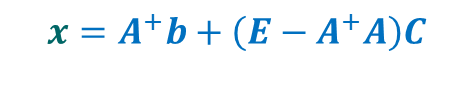 x = A⁺b + (E − A⁺A)C